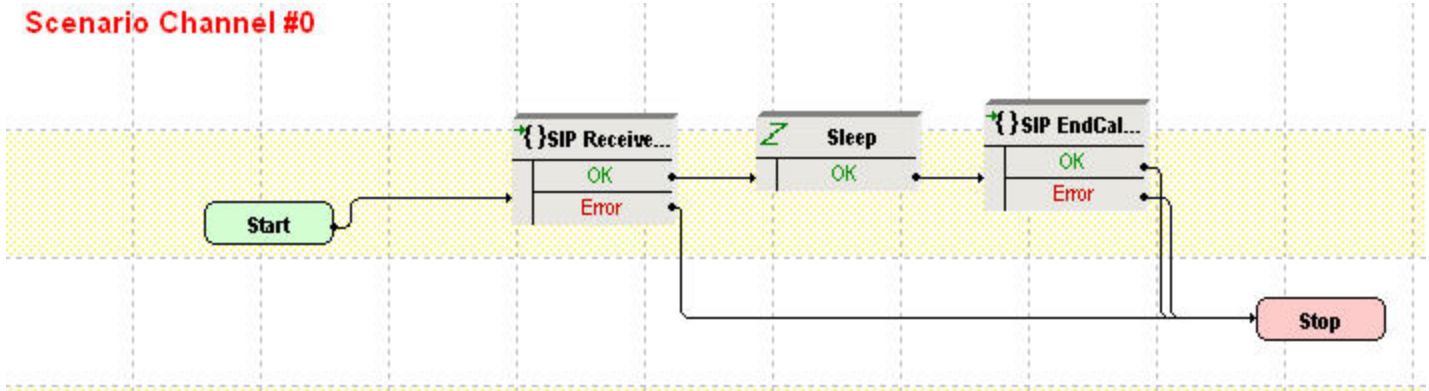 Scenario Channel #0
{}SIP Receive...
OK
Error
Sleep
OK
{}SIP EndCal...
OK
Error
Start
Stop